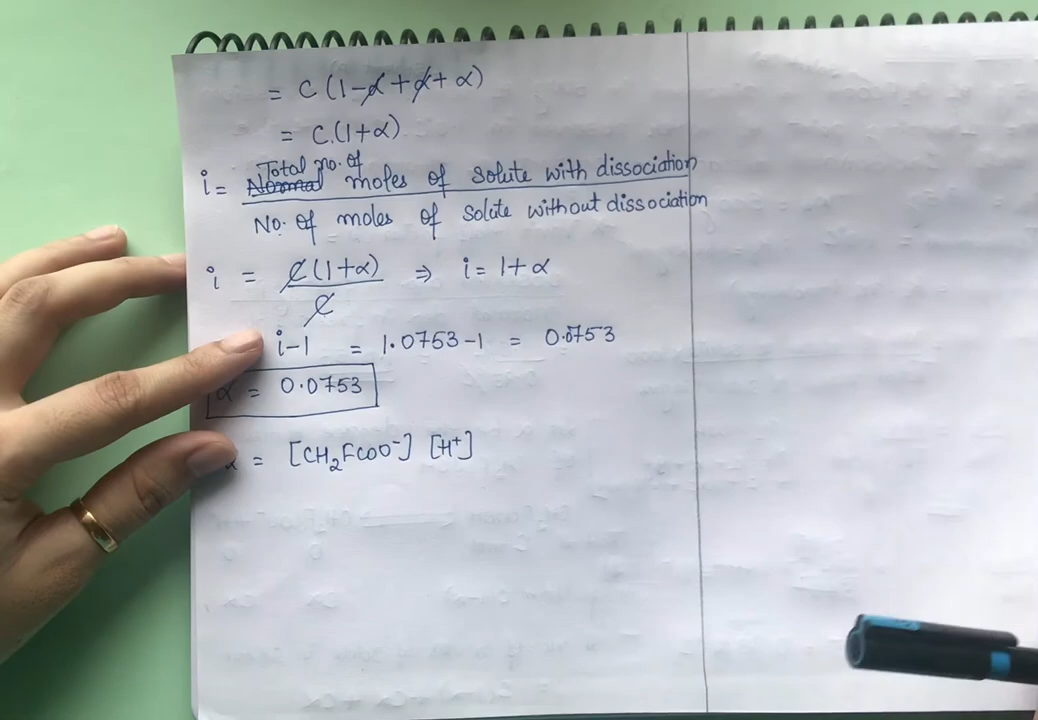 = C (1-α+α+α)
= C.(1+α)
Total no. of
i = Normal moles of solute with dissociation
No. of moles of solute without dissociation
i = C(1+α) ⇒ i = 1+α
C
i-1 = 1.0753-1 = 0.0753
α = 0.0753
= [CH₂FCOO⁻] [H⁺]